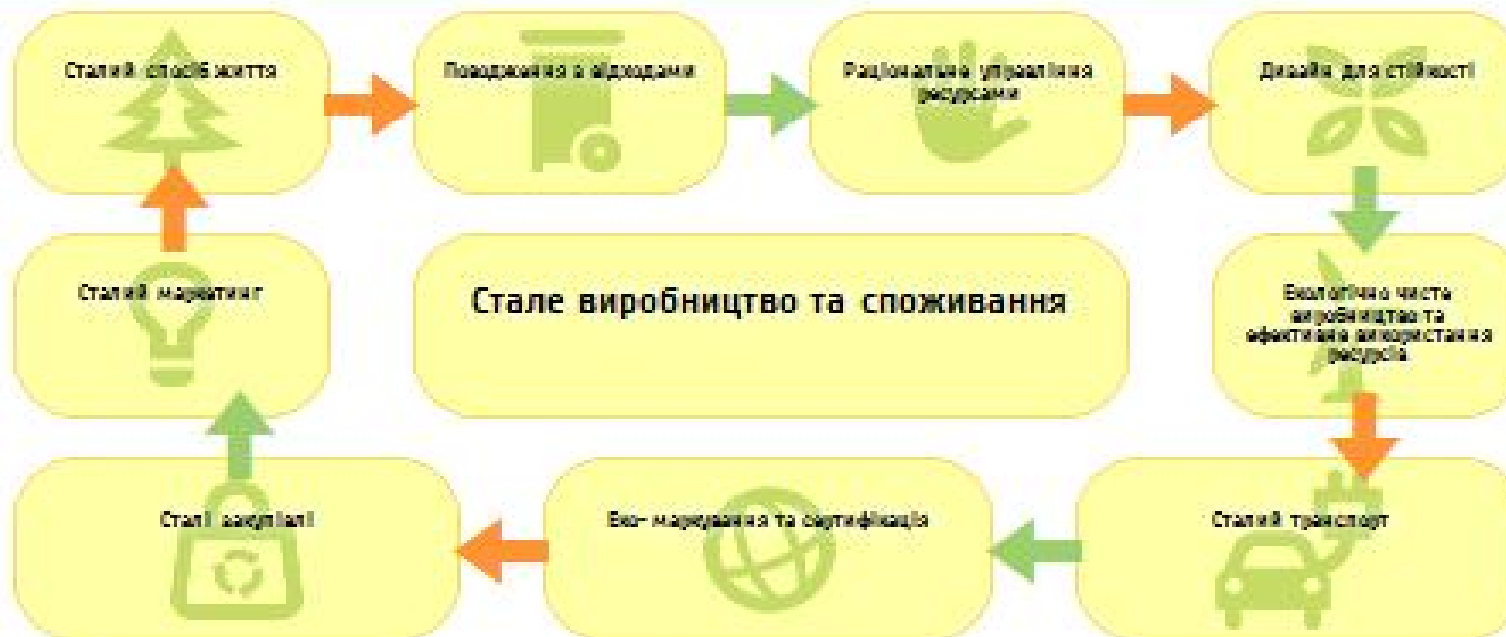 Сталий спосіб життя
Поводження з відходами
Раціональне управління
ресурсами
Дизайн для стійкості
Сталий маркетинг
Стале виробництво та споживання
Екологічно чисте
виробництво та
ефективне використання
ресурсів
Сталі закупівлі
Еко- маркування та сертифікація
Сталий транспорт